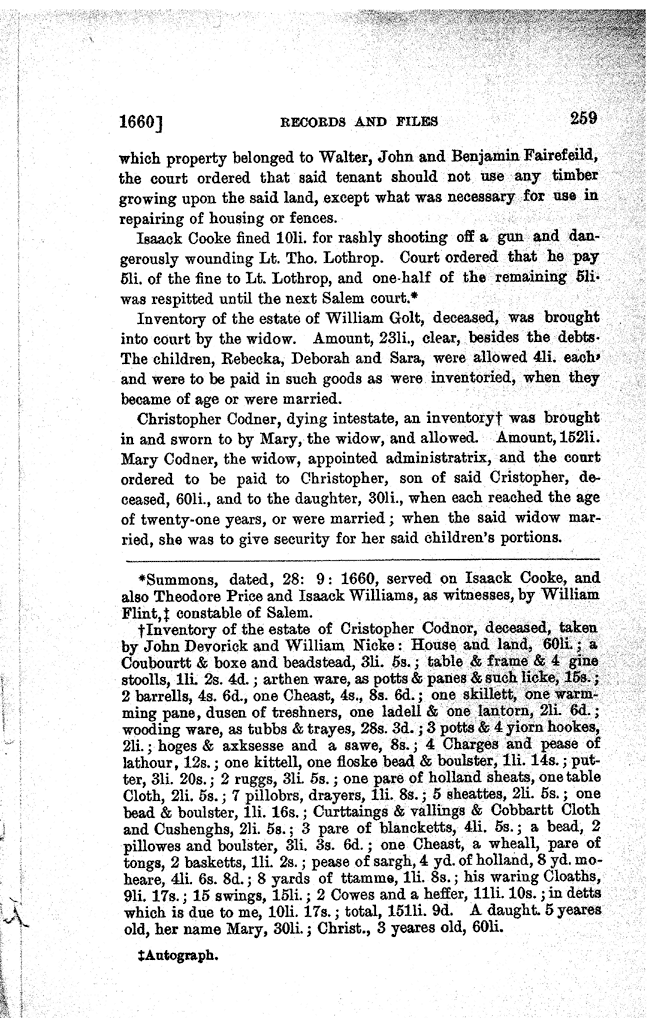 1660] RECORDS AND FILES 259
which property belonged to Walter, John and Benjamin Fairefeild,
the court ordered that said tenant should not use any timber
growing upon the said land, except what was necessary for use in
repairing of housing or fences.
Isaack Cooke fined 10li. for rashly shooting off a gun and dan-
gerously wounding Lt. Tho. Lothrop. Court ordered that he pay
5li. of the fine to Lt. Lothrop, and one-half of the remaining 5li.
was respitted until the next Salem court.*
Inventory of the estate of William Golt, deceased, was brought
into court by the widow. Amount, 23li., clear, besides the debts.
The children, Rebecka, Deborah and Sara, were allowed 4li. each,
and were to be paid in such goods as were inventoried, when they
became of age or were married.
Christopher Codner, dying intestate, an inventory† was brought
in and sworn to by Mary, the widow, and allowed. Amount, 152li.
Mary Codner, the widow, appointed administratrix, and the court
ordered to be paid to Christopher, son of said Cristopher, de-
ceased, 60li., and to the daughter, 30li., when each reached the age
of twenty-one years, or were married; when the said widow mar-
ried, she was to give security for her said children's portions.
*Summons, dated, 28: 9: 1660, served on Isaack Cooke, and
also Theodore Price and Isaack Williams, as witnesses, by William
Flint,‡ constable of Salem.
†Inventory of the estate of Cristopher Codnor, deceased, taken
by John Devorick and William Nicke: House and land, 60li.; a
Coubourtt & boxe and beadstead, 3li. 5s.; table & frame & 4 gine
stoolls, 1li. 2s. 4d.; arthen ware, as potts & panes & such licke, 15s.;
2 barrells, 4s. 6d., one Cheast, 4s., 8s. 6d.; one skillett, one warm-
ming pane, dusen of treshners, one ladell & one lantorn, 2li. 6d.;
wooding ware, as tubbs & trayes, 28s. 3d.; 3 potts & 4 yiorn hookes,
2li.; hoges & axksesse and a sawe, 8s.; 4 Charges and pease of
lathour, 12s.; one kittell, one floske bead & boulster, 1li. 14s.; put-
ter, 3li. 20s.; 2 ruggs, 3li. 5s.; one pare of holland sheats, one table
Cloth, 2li. 5s.; 7 pillobrs, drayers, 1li. 8s.; 5 sheattes, 2li. 5s.; one
bead & boulster, 1li. 16s.; Curttaings & vallings & Cobbartt Cloth
and Cushenghs, 2li. 5s.; 3 pare of blancketts, 4li. 5s.; a bead, 2
pillowes and boulster, 3li. 3s. 6d.; one Cheast, a wheall, pare of
tongs, 2 basketts, 1li. 2s.; pease of sargh, 4 yd. of holland, 8 yd. mo-
heare, 4li. 6s. 8d.; 8 yards of ttamme, 1li. 8s.; his waring Cloaths,
9li. 17s.; 15 swings, 15li.; 2 Cowes and a heffer, 11li. 10s.; in detts
which is due to me, 10li. 17s.; total, 151li. 9d. A daught. 5 yeares
old, her name Mary, 30li.; Christ., 3 yeares old, 60li.
‡Autograph.